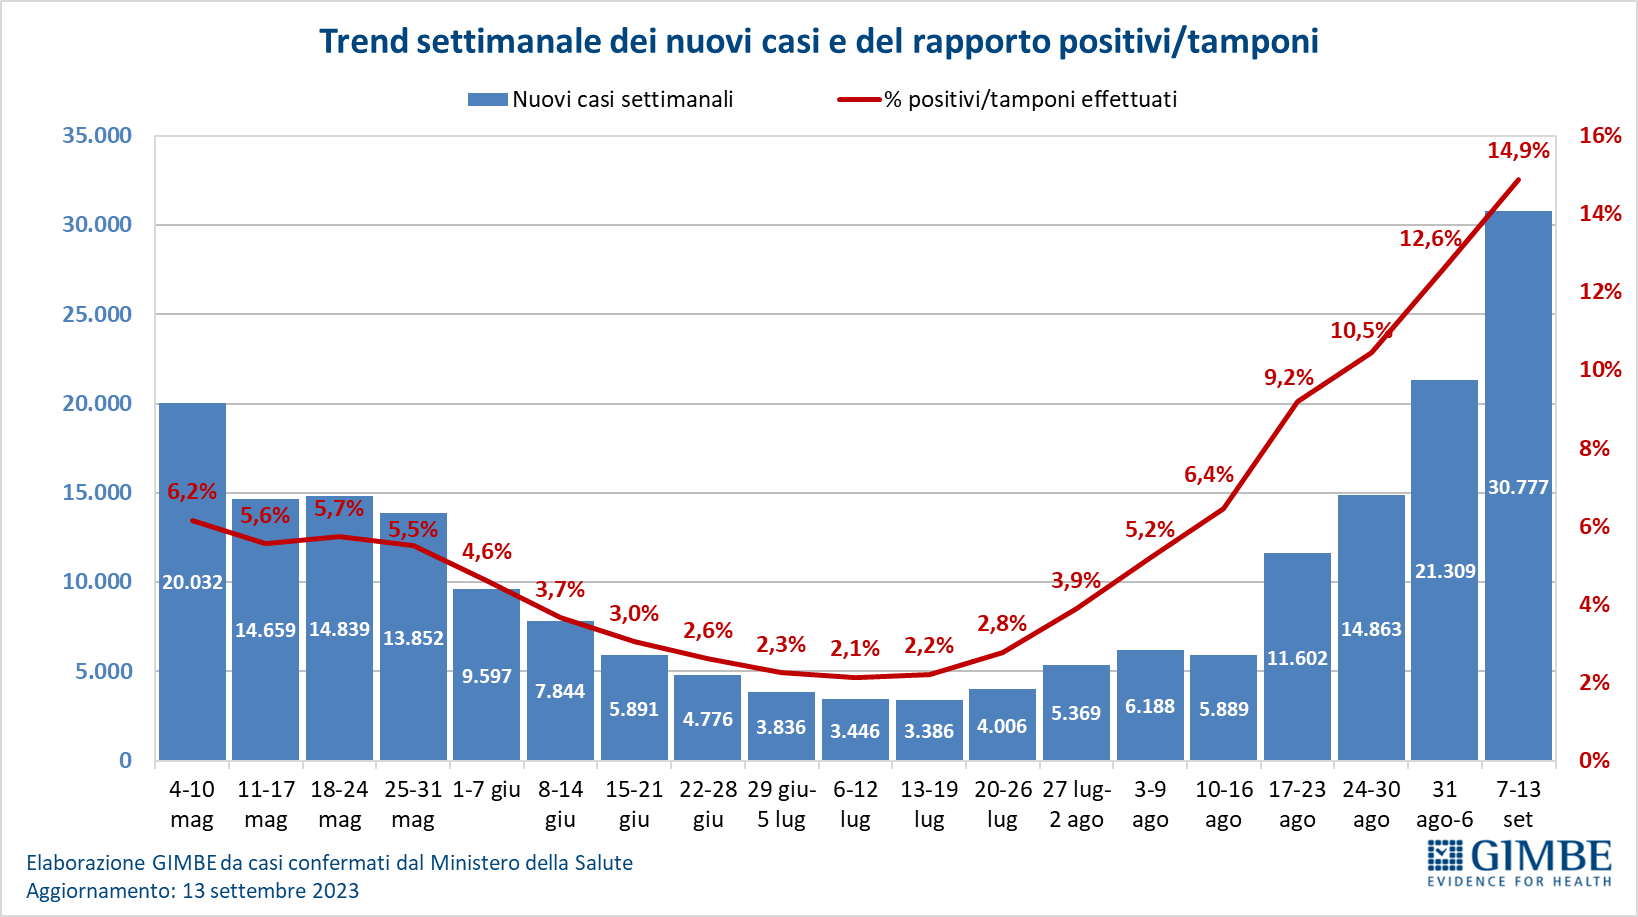 Trend settimanale dei nuovi casi e del rapporto positivi/tamponi
Nuovi casi settimanali
% positivi/tamponi effettuati
35.000
30.000
25.000
20.000
15.000
10.000
5.000
0
16%
14%
12%
10%
8%
6%
4%
2%
0%
6,2%
5,6%
5,7%
5,5%
4,6%
3,7%
3,0%
2,6%
2,3%
2,1%
2,2%
2,8%
3,9%
5,2%
6,4%
9,2%
10,5%
12,6%
14,9%
20.032
14.659
14.839
13.852
9.597
7.844
5.891
4.776
3.836
3.446
3.386
4.006
5.369
6.188
5.889
11.602
14.863
21.309
30.777
4-10
mag
11-17
mag
18-24
mag
25-31
mag
1-7 giu
8-14
giu
15-21
giu
22-28
giu
29 giu-
5 lug
6-12
lug
13-19
lug
20-26
lug
27 lug-
2 ago
3-9
ago
10-16
ago
17-23
ago
24-30
ago
31
ago-6
7-13
set
Elaborazione GIMBE da casi confermati dal Ministero della Salute
Aggiornamento: 13 settembre 2023
GIMBE
EVIDENCE FOR HEALTH